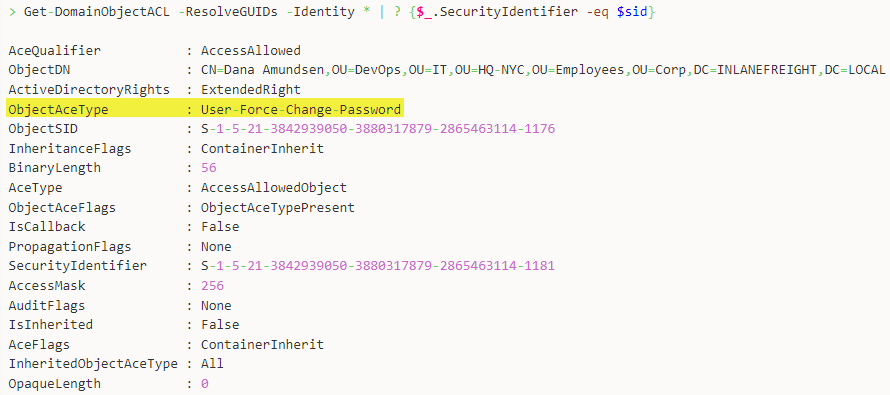 > Get-DomainObjectACL -ResolveGUIDs -Identity * | ? {$_.SecurityIdentifier -eq $sid}
AceQualifier : AccessAllowed
ObjectDN : CN=Dana Amundsen,OU=DevOps,OU=IT,OU=HQ-NYC,OU=Employees,OU=Corp,DC=INLANEFREIGHT,DC=LOCAL
ActiveDirectoryRights : ExtendedRight
ObjectAceType : User-Force-Change-Password
ObjectSID : S-1-5-21-3842939050-3880317879-2865463114-1176
InheritanceFlags : ContainerInherit
BinaryLength : 56
AceType : AccessAllowedObject
ObjectAceFlags : ObjectAceTypePresent
IsCallback : False
PropagationFlags : None
SecurityIdentifier : S-1-5-21-3842939050-3880317879-2865463114-1181
AccessMask : 256
AuditFlags : None
IsInherited : False
AceFlags : ContainerInherit
InheritedObjectAceType : All
OpaqueLength : 0